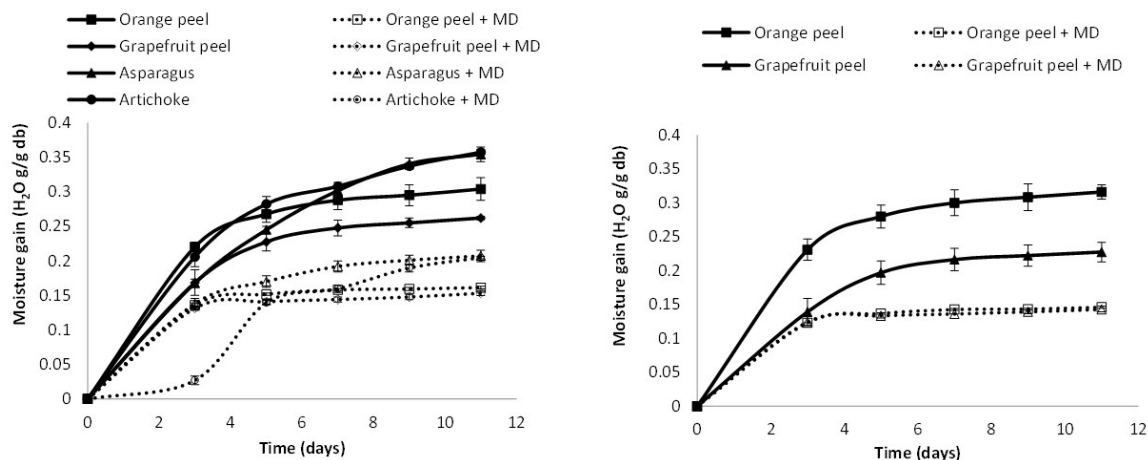 Orange peel
Orange peel + MD
Grapefruit peel
Grapefruit peel + MD
Asparagus
Asparagus + MD
Artichoke
Artichoke + MD
Moisture gain (H₂O g/g db)
0.4
0.35
0.3
0.25
0.2
0.15
0.1
0.05
0
0 2 4 6 8 10 12
Time (days)
Orange peel
Orange peel + MD
Grapefruit peel
Grapefruit peel + MD
Moisture gain (H₂O g/g db)
0.4
0.35
0.3
0.25
0.2
0.15
0.1
0.05
0
0 2 4 6 8 10 12
Time (days)